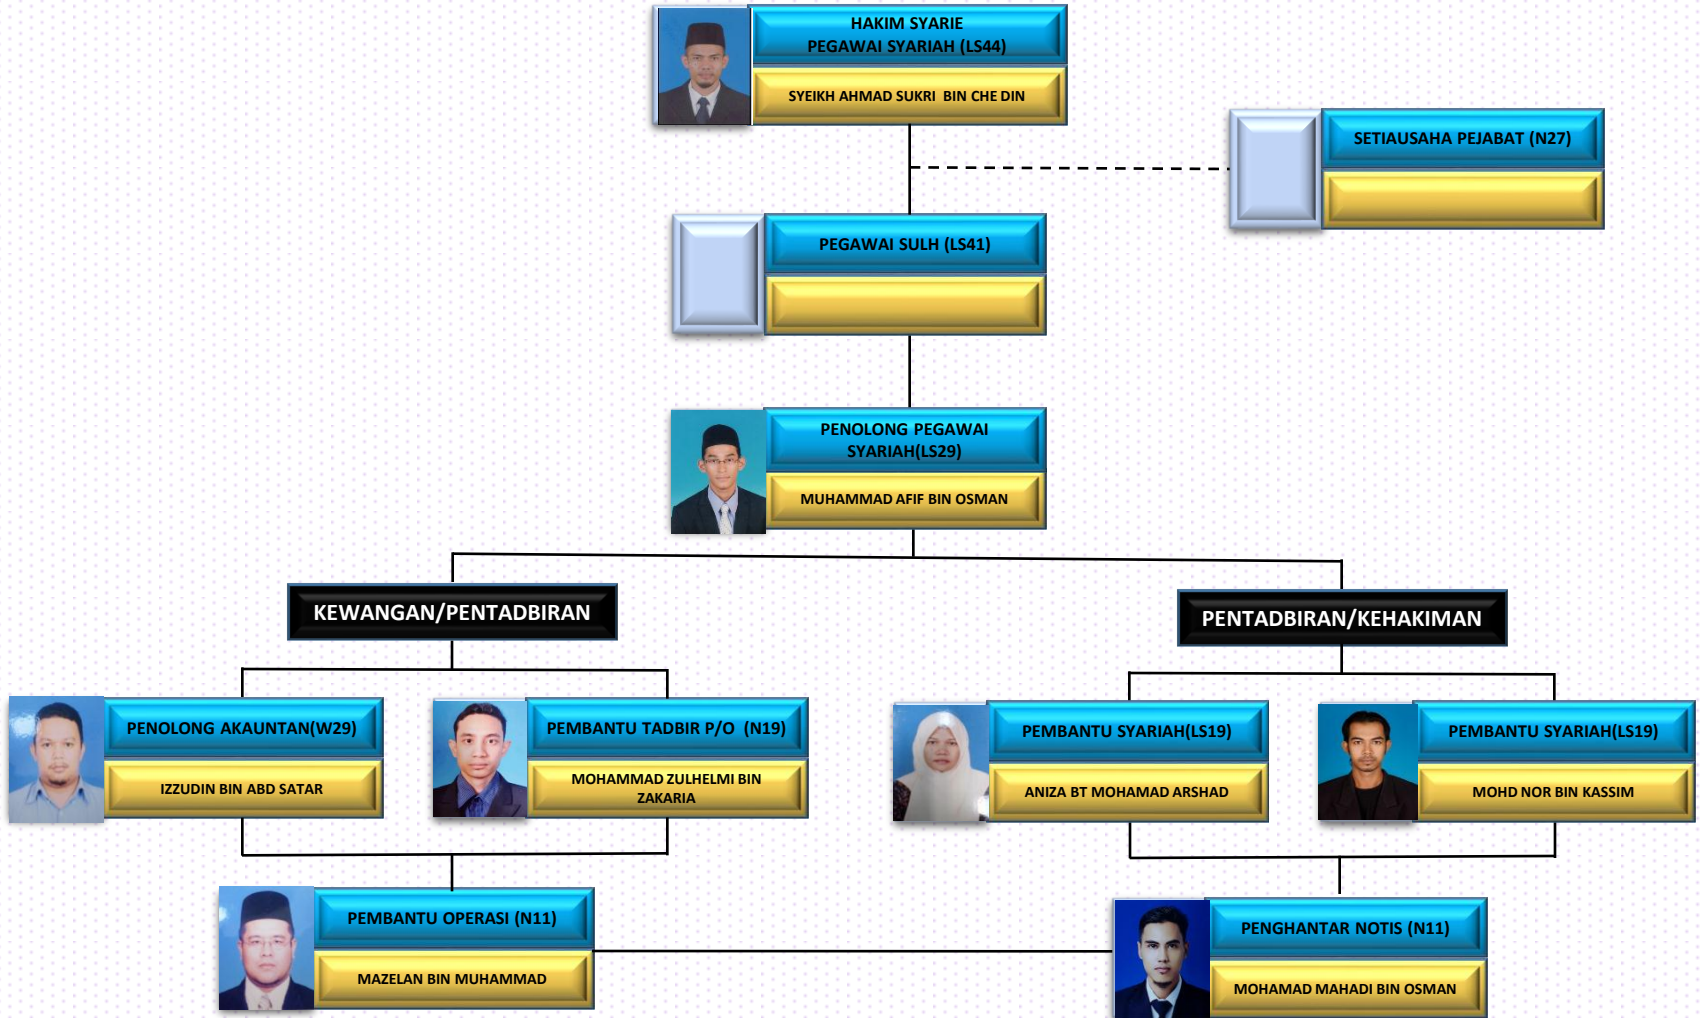 HAKIM SYARIE
PEGAWAI SYARIAH (LS44)
SYEIKH AHMAD SUKRI BIN CHE DIN
SETIAUSAHA PEJABAT (N27)
PEGAWAI SULH (LS41)
PENOLONG PEGAWAI
SYARIAH(LS29)
MUHAMMAD AFIF BIN OSMAN
KEWANGAN/PENTADBIRAN
PENTADBIRAN/KEHAKIMAN
PENOLONG AKAUNTAN(W29)
IZZUDIN BIN ABD SATAR
PEMBANTU TADBIR P/O (N19)
MOHAMMAD ZULHELMI BIN
ZAKARIA
PEMBANTU SYARIAH(LS19)
ANIZA BT MOHAMAD ARSHAD
PEMBANTU SYARIAH(LS19)
MOHD NOR BIN KASSIM
PEMBANTU OPERASI (N11)
MAZELAN BIN MUHAMMAD
PENGHANTAR NOTIS (N11)
MOHAMAD MAHADI BIN OSMAN